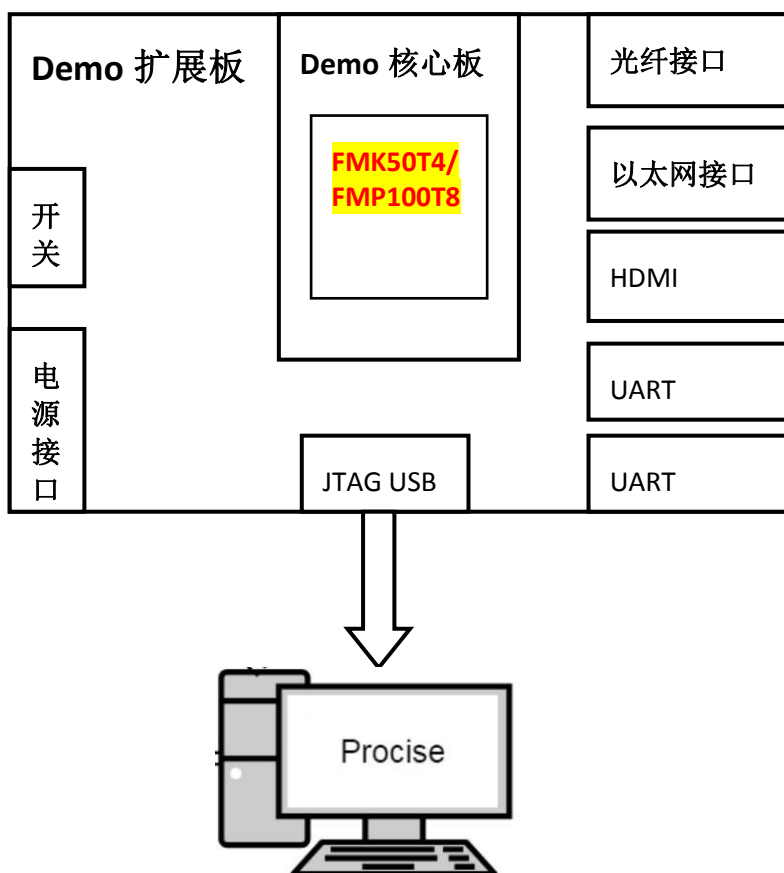 Demo 扩展板
Demo 核心板
FMK50T4/
FMP100T8
开
关
电
源
接
口
光纤接口
以太网接口
HDMI
UART
UART
JTAG USB
Procise